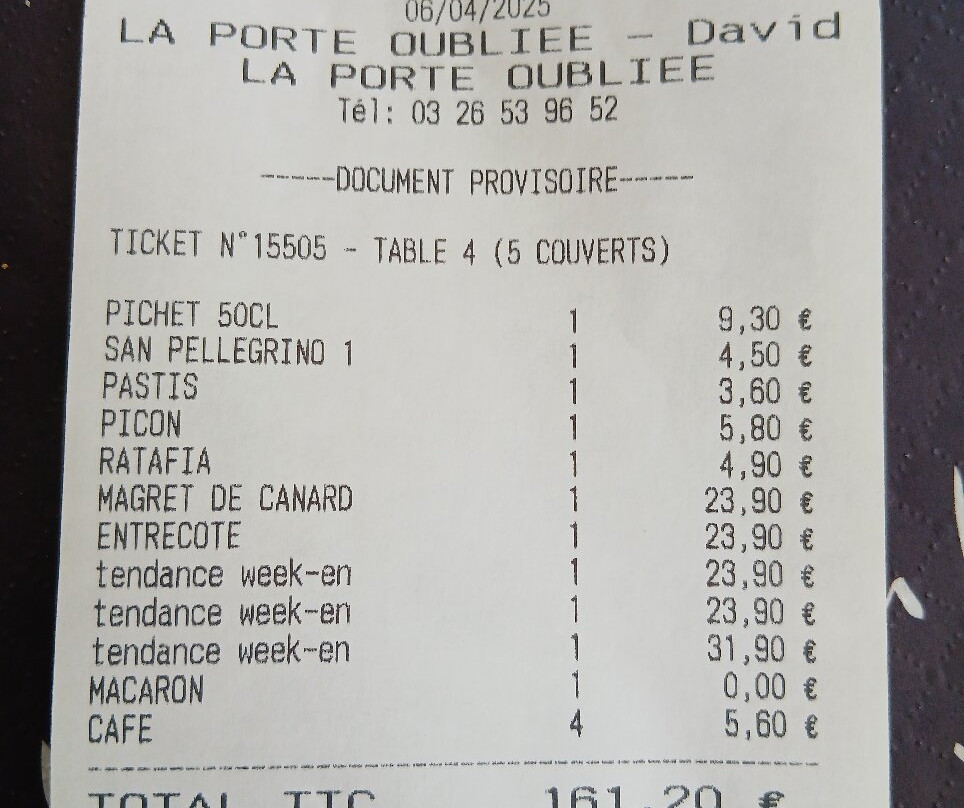 06/04/2025
LA PORTE OUBLIEE - David
LA PORTE OUBLIEE
Tél: 03 26 53 96 52
------DOCUMENT PROVISOIRE------
TICKET N°15505 - TABLE 4 (5 COUVERTS)
PICHET 50CL 1 9,30 €
SAN PELLEGRINO 1 1 4,50 €
PASTIS 1 3,60 €
PICON 1 5,80 €
RATAFIA 1 4,90 €
MAGRET DE CANARD 1 23,90 €
ENTRECOTE 1 23,90 €
tendance week-en 1 23,90 €
tendance week-en 1 23,90 €
tendance week-en 1 31,90 €
MACARON 1 0,00 €
CAFE 4 5,60 €
TOTAL TTC 161,20 €